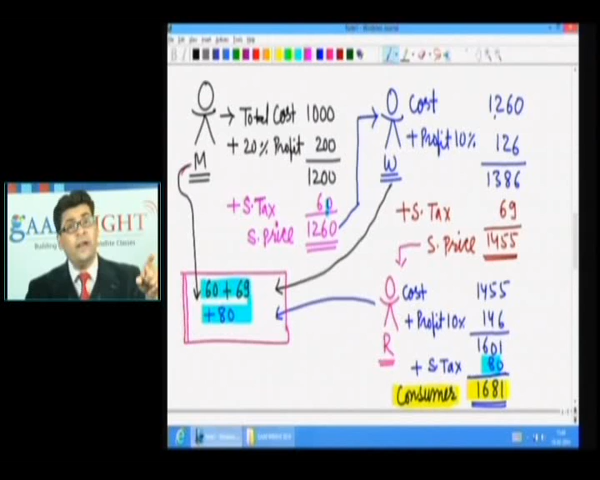 → Total Cost 1000
+ 20% Profit 200
1200
+ S.Tax 60
S.Price 1260
M
Cost 1260
+ Profit 10% 126
1386
+ S.Tax 69
S.Price 1455
W
Cost 1455
+ Profit 10% 146
1601
+ S.Tax 80
Consumer 1681
R
60 + 69
+ 80